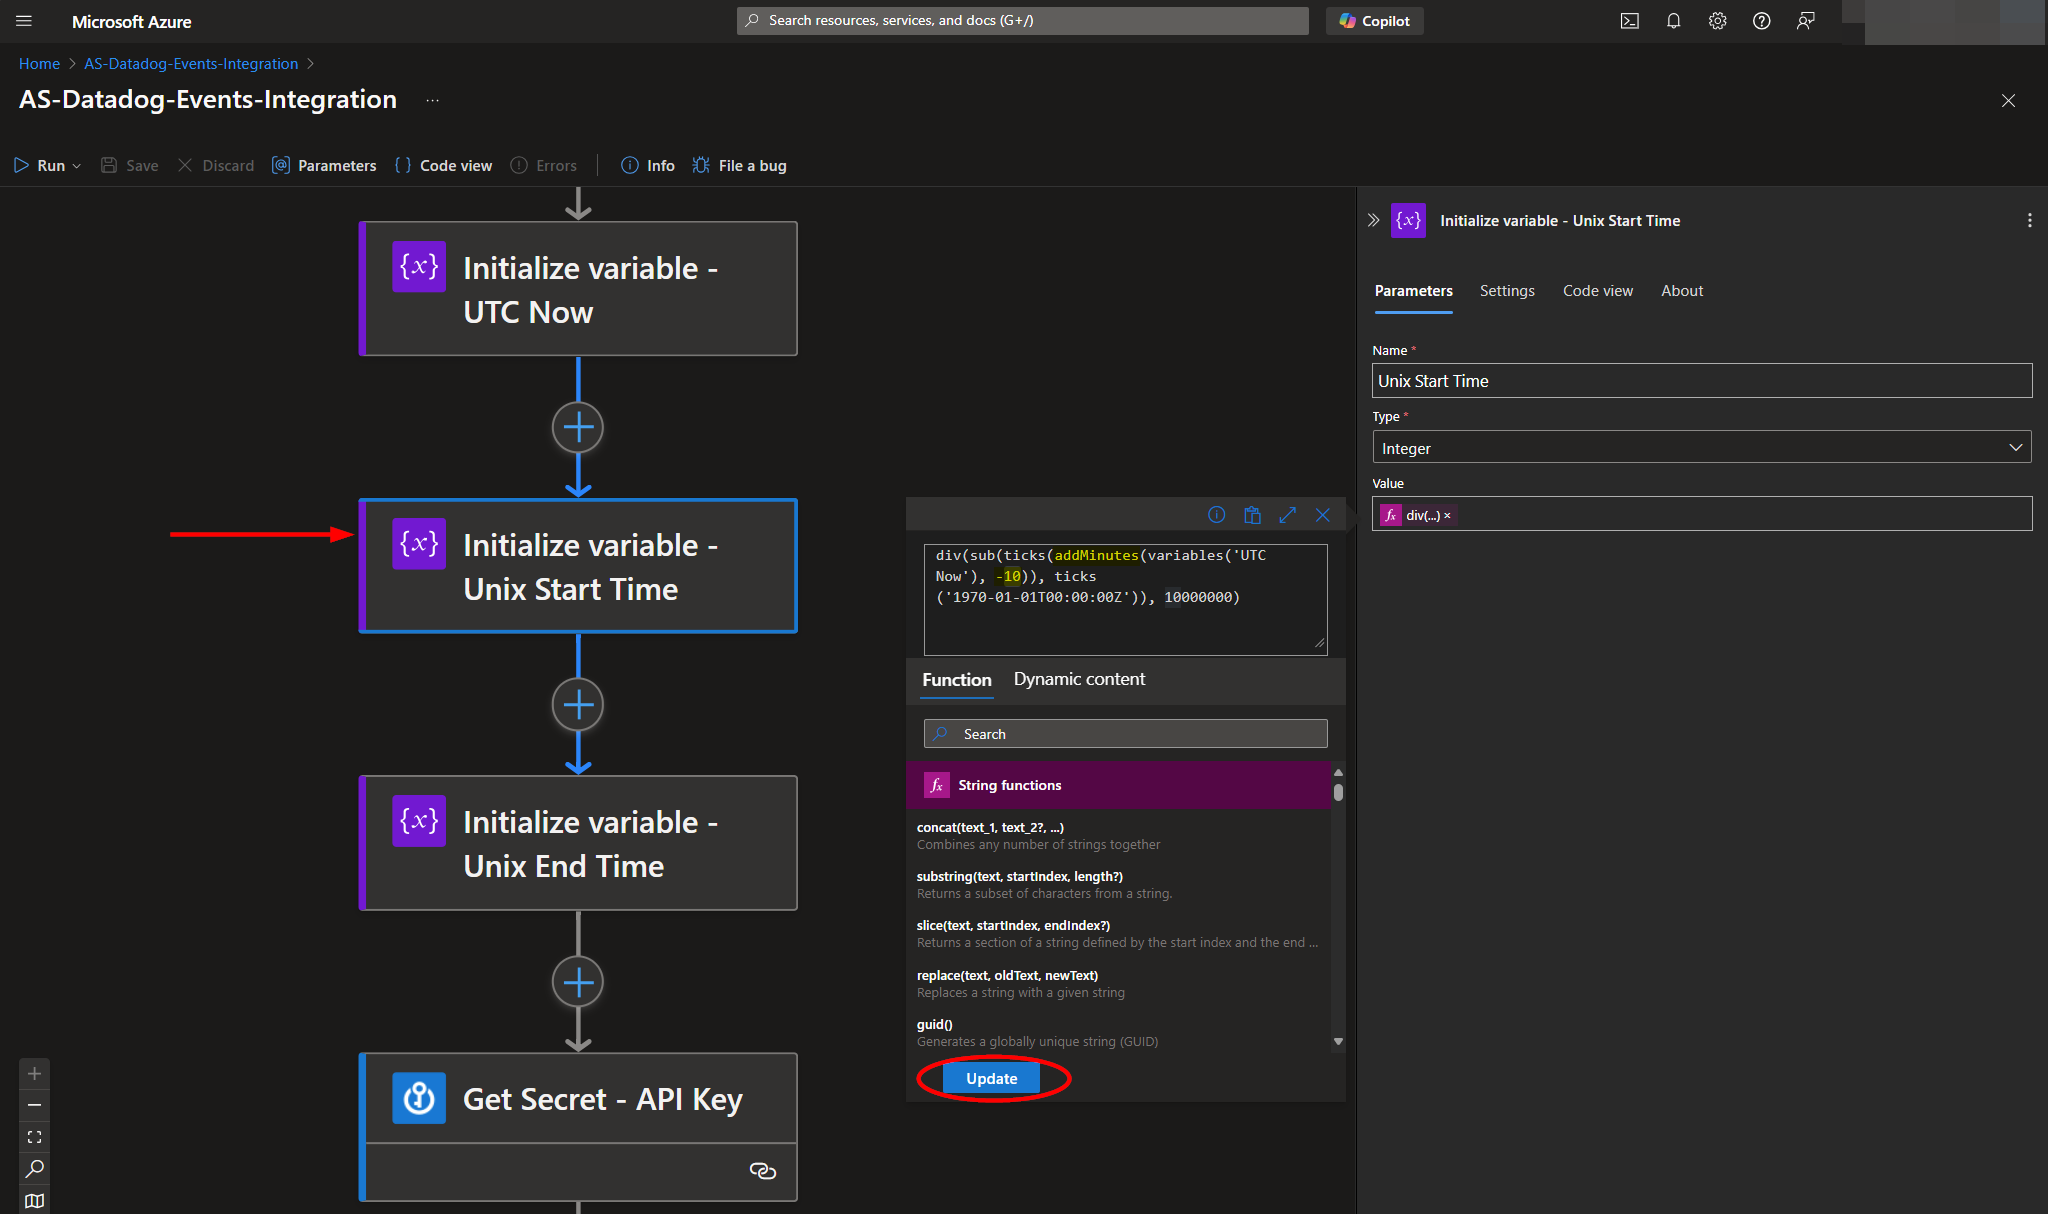 Microsoft Azure
Search resources, services, and docs (G+/)
Copilot
Home > AS-Datadog-Events-Integration >
AS-Datadog-Events-Integration ...
Run Save Discard Parameters Code view Errors Info File a bug
Initialize variable -
UTC Now
Initialize variable -
Unix Start Time
Initialize variable -
Unix End Time
Get Secret - API Key
div(sub(ticks(addMinutes(variables('UTC
Now'), -10)), ticks
('1970-01-01T00:00:00Z')), 10000000)
Function Dynamic content
Search
fx String functions
concat(text_1, text_2?, ...)
Combines any number of strings together
substring(text, startIndex, length?)
Returns a subset of characters from a string.
slice(text, startIndex, endIndex?)
Returns a section of a string defined by the start index and the end ...
replace(text, oldText, newText)
Replaces a string with a given string
guid()
Generates a globally unique string (GUID)
Update
{x} Initialize variable - Unix Start Time
Parameters Settings Code view About
Name *
Unix Start Time
Type *
Integer
Value
fx div(...) ×